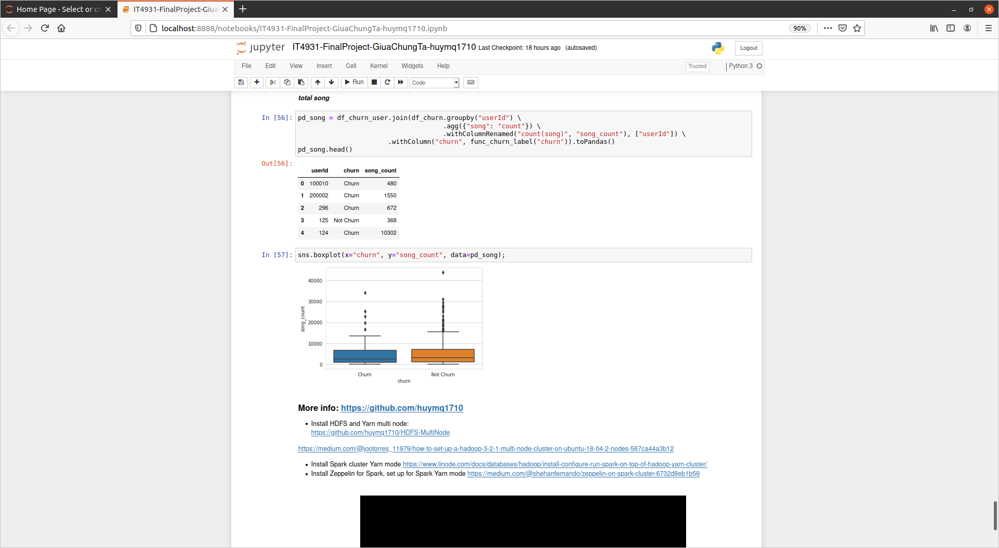 Home Page - Select or cr
IT4931-FinalProject-Giua
localhost:8888/notebooks/IT4931-FinalProject-GiuaChungTa-huymq1710.ipynb
90%
jupyter
IT4931-FinalProject-GiuaChungTa-huymq1710 Last Checkpoint: 18 hours ago (autosaved)
Logout
File Edit View Insert Cell Kernel Widgets Help
Trusted
Python 3
Run
Code
total song
In [56]:
pd_song = df_churn_user.join(df_churn.groupby("userId") \
.agg({"song": "count"}) \
.withColumnRenamed("count(song)", "song_count"), ["userId"]) \
.withColumn("churn", func_churn_label("churn")).toPandas()
pd_song.head()
Out[56]:
userId churn song_count
0 100010 Churn 480
1 200002 Churn 1550
2 296 Churn 672
3 125 Not Churn 368
4 124 Churn 10302
In [57]:
sns.boxplot(x="churn", y="song_count", data=pd_song);
40000
30000
20000
10000
0
song_count
Churn
Not Churn
churn
More info: https://github.com/huymq1710
• Install HDFS and Yarn multi node:
https://github.com/huymq1710/HDFS-MultiNode
https://medium.com/@jootorres_11979/how-to-set-up-a-hadoop-3-2-1-multi-node-cluster-on-ubuntu-18-04-2-nodes-567ca44a3b12
• Install Spark cluster Yarn mode https://www.linode.com/docs/databases/hadoop/install-configure-run-spark-on-top-of-hadoop-yarn-cluster/
• Install Zeppelin for Spark, set up for Spark Yarn mode https://medium.com/@shehanfernando/zeppelin-on-spark-cluster-6732d8eb1b59